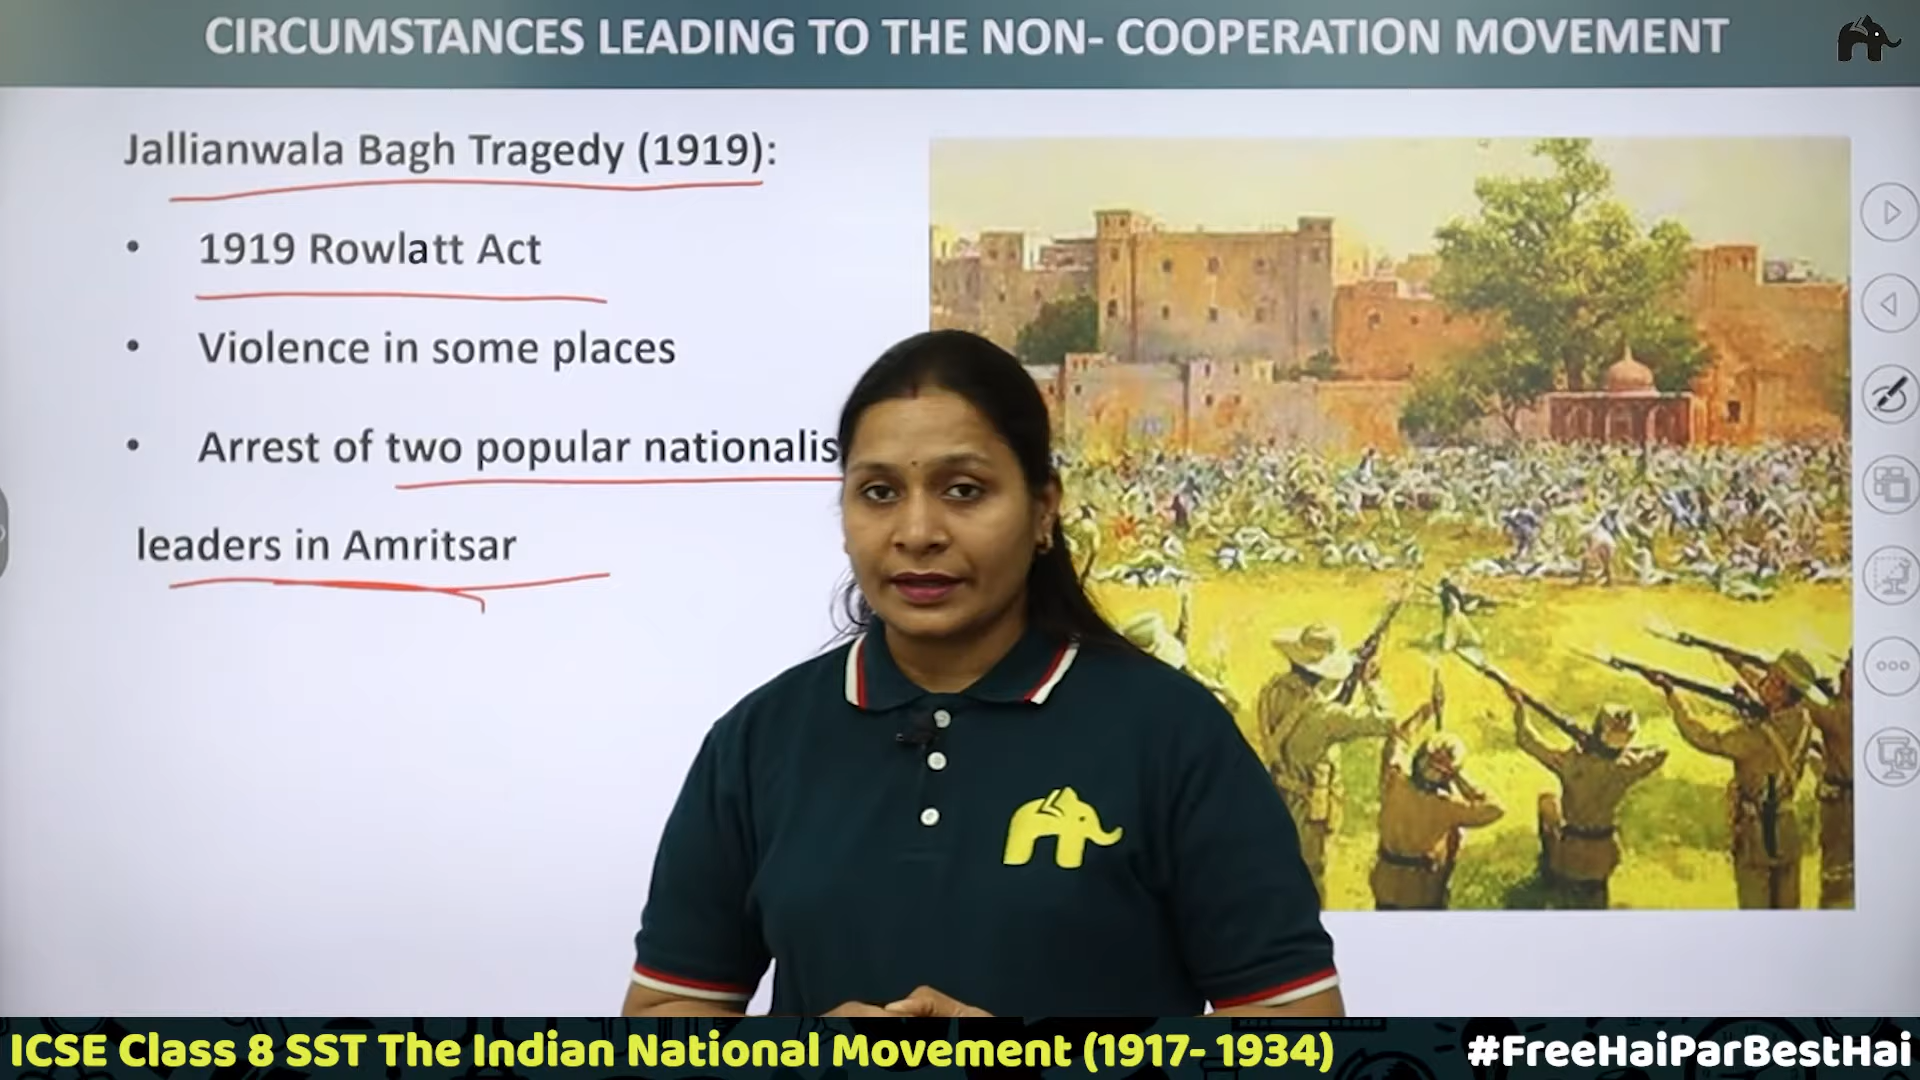 CIRCUMSTANCES LEADING TO THE NON- COOPERATION MOVEMENT
Jallianwala Bagh Tragedy (1919):
• 1919 Rowlatt Act
• Violence in some places
• Arrest of two popular nationalis
leaders in Amritsar
ICSE Class 8 SST The Indian National Movement (1917- 1934)
#FreeHaiParBestHai